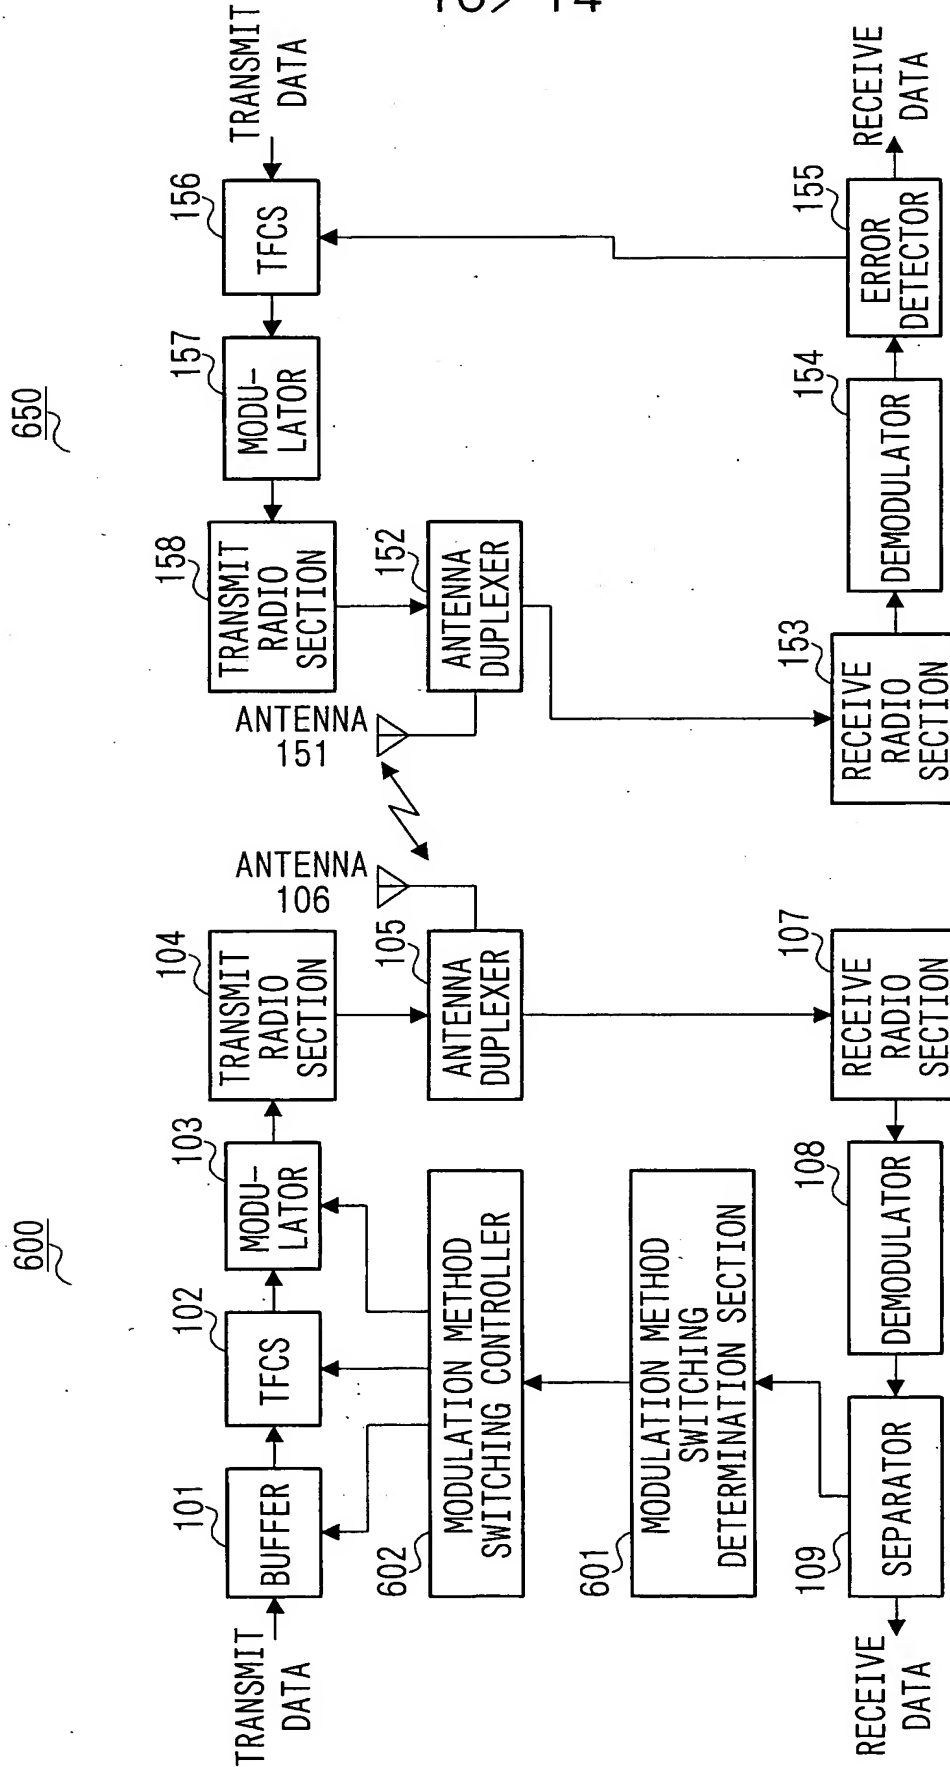 10/14
600
650
TRANSMIT
DATA
101
BUFFER
102
TFCS
103
MODU-
LATOR
104
TRANSMIT
RADIO
SECTION
158
TRANSMIT
RADIO
SECTION
157
MODU-
LATOR
156
TFCS
TRANSMIT
DATA
ANTENNA
106
ANTENNA
151
602
MODULATION METHOD
SWITCHING CONTROLLER
105
ANTENNA
DUPLEXER
152
ANTENNA
DUPLEXER
601
MODULATION METHOD
SWITCHING
DETERMINATION SECTION
RECEIVE
DATA
109
SEPARATOR
108
DEMODULATOR
107
RECEIVE
RADIO
SECTION
153
RECEIVE
RADIO
SECTION
154
DEMODULATOR
155
ERROR
DETECTOR
RECEIVE
DATA